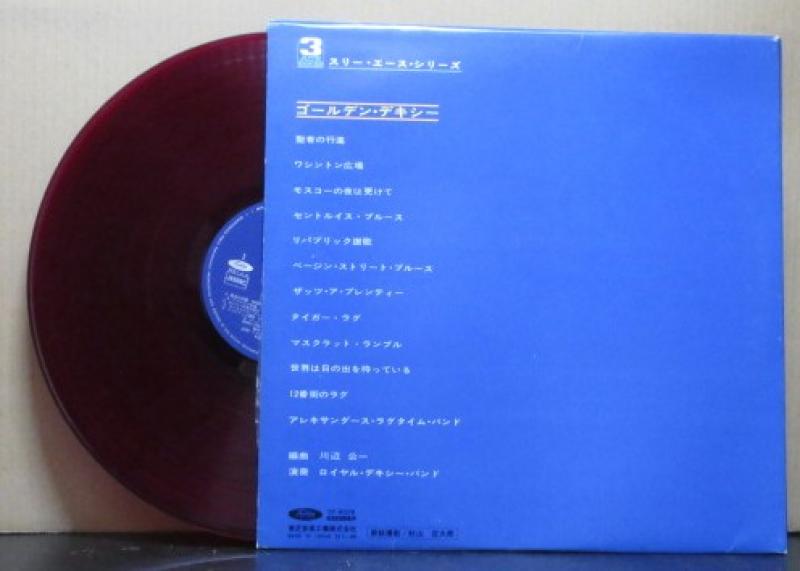 3
スリー・エース・シリーズ
ゴールデン・デキシー
聖者の行進
ワシントン広場
モスコーの夜は更けて
セントルイス・ブルース
リパブリック讃歌
ベージン・ストリート・ブルース
ザッツ・ア・プレンティー
タイガー・ラグ
マスクラット・ランブル
世界は日の出を待っている
12番街のラグ
アレキサンダース・ラグタイム・バンド
編曲 川辺 公一
演奏 ロイヤル・デキシー・バンド
東芝音楽工業株式会社